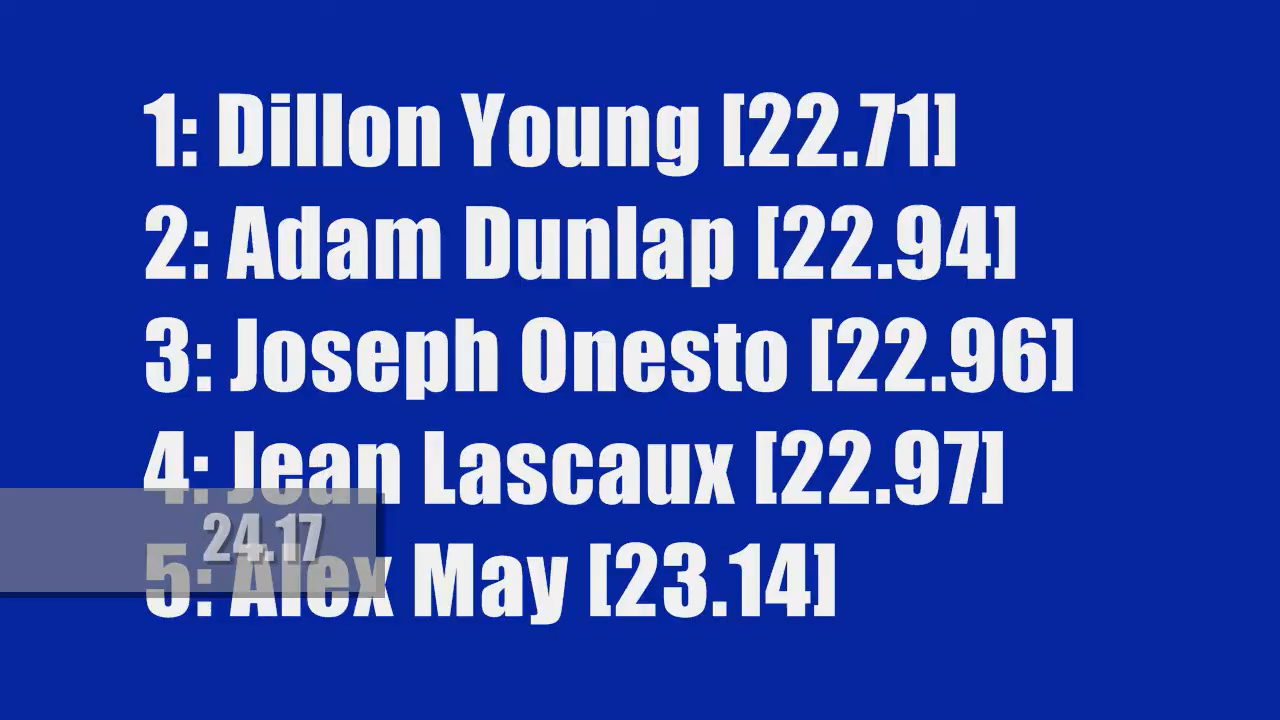 1: Dillon Young [22.71]
2: Adam Dunlap [22.94]
3: Joseph Onesto [22.96]
4: Jean Lascaux [22.97]
24.17
5: Alex May [23.14]